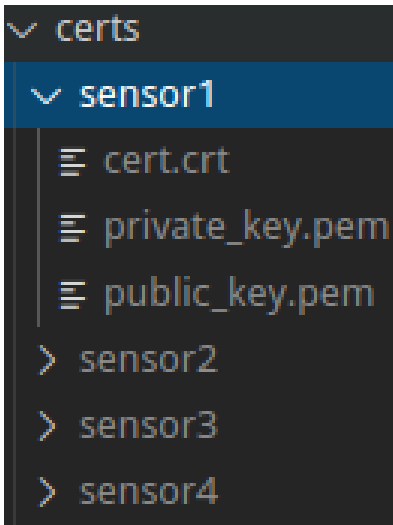 certs
sensor1
cert.crt
private_key.pem
public_key.pem
sensor2
sensor3
sensor4